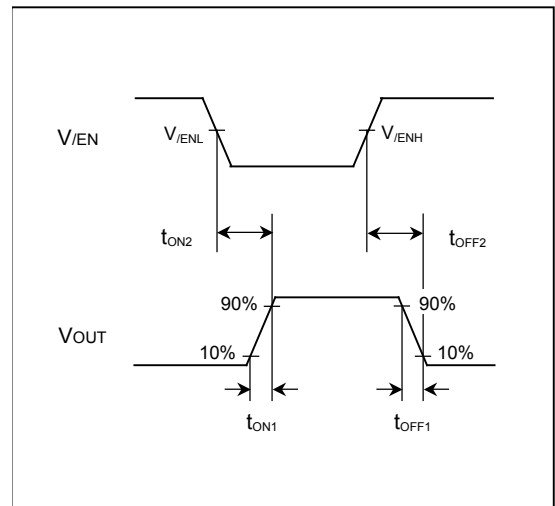 V/EN
V/ENL
V/ENH
tON2
tOFF2
90%
90%
VOUT
10%
10%
tON1
tOFF1